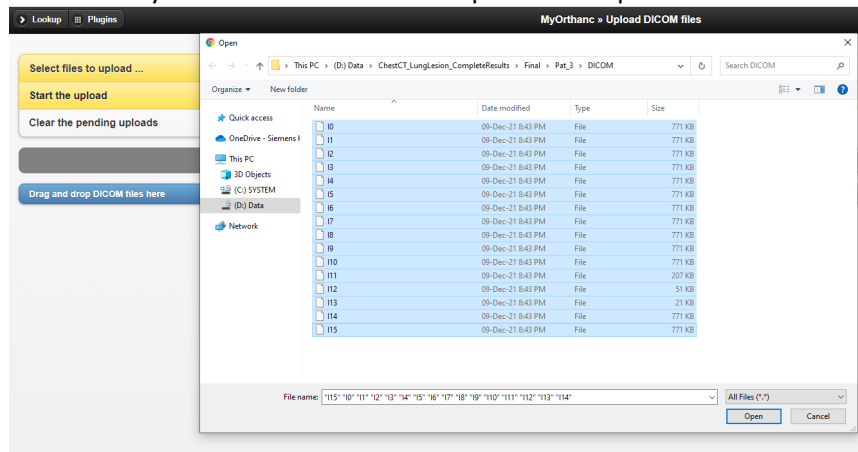 Lookup Plugins MyOrthanc » Upload DICOM files
Select files to upload ...
Start the upload
Clear the pending uploads
Drag and drop DICOM files here
Open
This PC > (D:) Data > ChestCT_LungLesion_CompleteResults > Final > Pat_3 > DICOM
Search DICOM
Organize New folder
Quick access
OneDrive - Siemens H
This PC
3D Objects
(C:) SYSTEM
(D:) Data
Network
Name Date modified Type Size
I0 09-Dec-21 8:43 PM File 771 KB
I1 09-Dec-21 8:43 PM File 771 KB
I2 09-Dec-21 8:43 PM File 771 KB
I3 09-Dec-21 8:43 PM File 771 KB
I4 09-Dec-21 8:43 PM File 771 KB
I5 09-Dec-21 8:43 PM File 771 KB
I6 09-Dec-21 8:43 PM File 771 KB
I7 09-Dec-21 8:43 PM File 771 KB
I8 09-Dec-21 8:43 PM File 771 KB
I9 09-Dec-21 8:43 PM File 771 KB
I10 09-Dec-21 8:43 PM File 771 KB
I11 09-Dec-21 8:43 PM File 207 KB
I12 09-Dec-21 8:43 PM File 51 KB
I13 09-Dec-21 8:43 PM File 21 KB
I14 09-Dec-21 8:43 PM File 771 KB
I15 09-Dec-21 8:43 PM File 771 KB
File name: "I15" "I0" "I1" "I2" "I3" "I4" "I5" "I6" "I7" "I8" "I9" "I10" "I11" "I12" "I13" "I14"
All Files (*.*)
Open Cancel